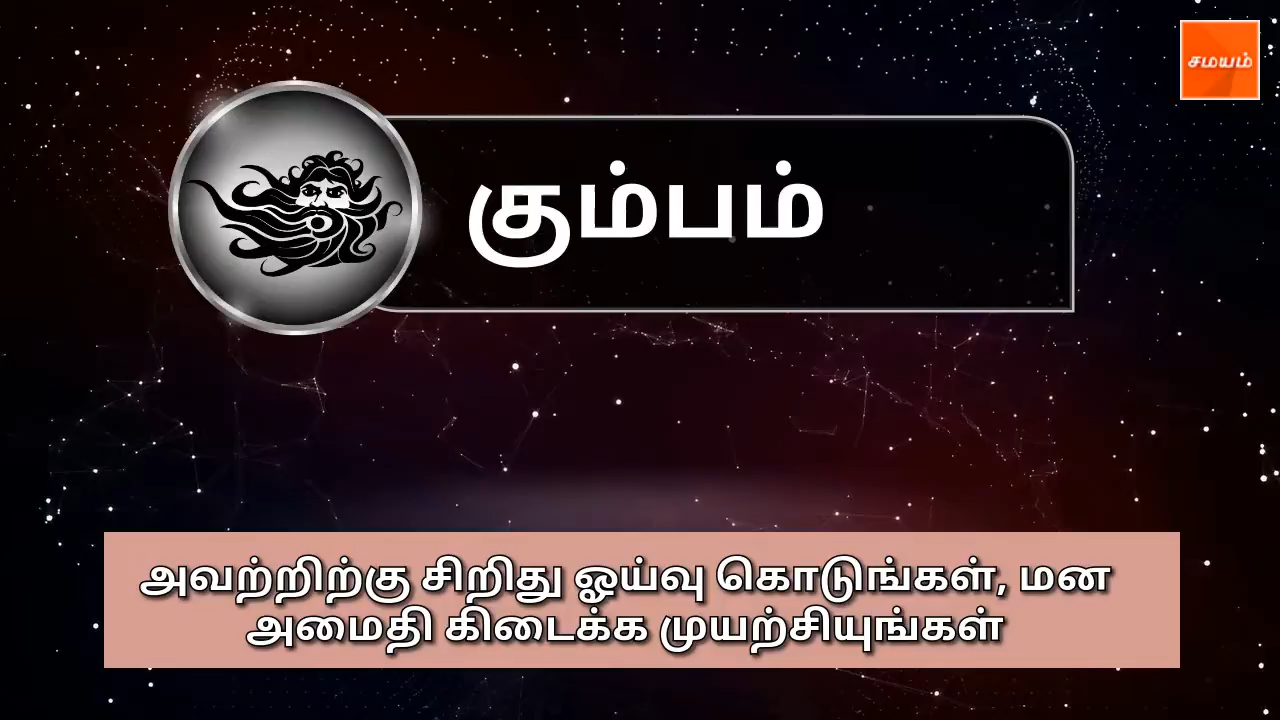 சமயம்
கும்பம்
அவற்றிற்கு சிறிது ஓய்வு கொடுங்கள், மன
அமைதி கிடைக்க முயற்சியுங்கள்